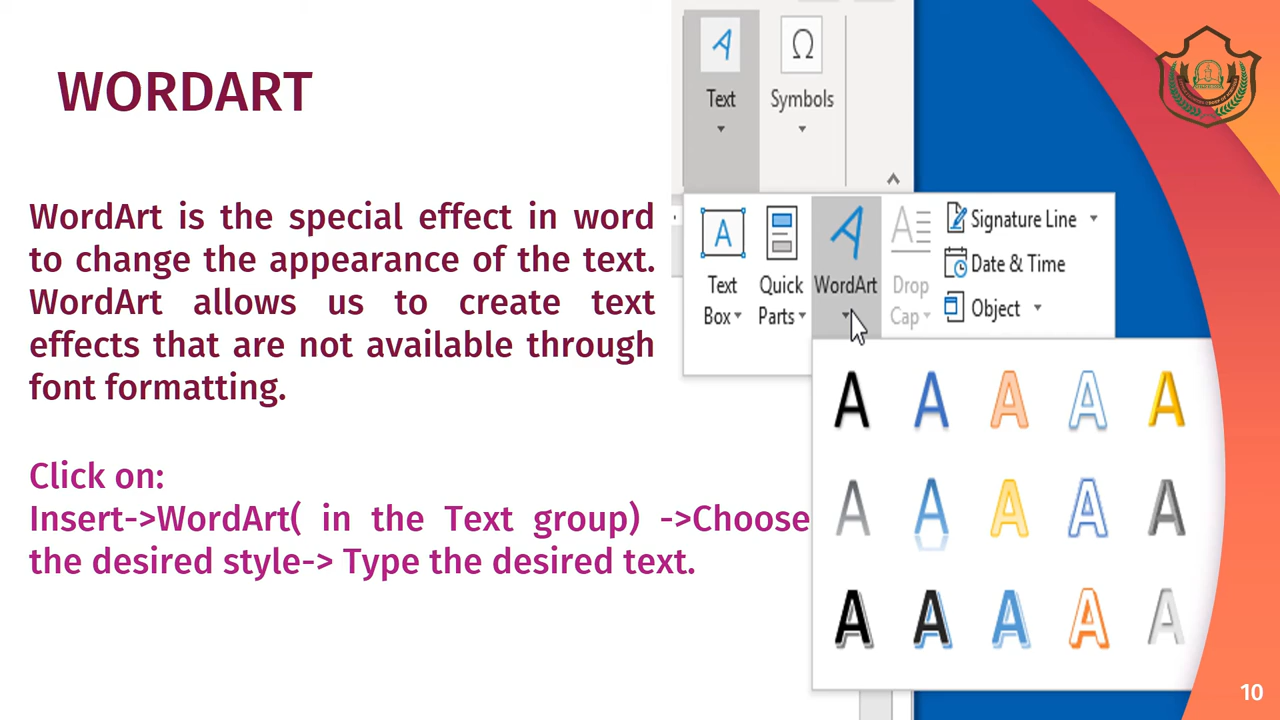 WORDART
WordArt is the special effect in word
to change the appearance of the text.
WordArt allows us to create text
effects that are not available through
font formatting.
Click on:
Insert->WordArt( in the Text group) ->Choose
the desired style-> Type the desired text.
Text
Symbols
Ω
Text
Box
Quick
Parts
WordArt
Drop
Cap
Signature Line
Date & Time
Object
A A A A A
A A A A A
A A A A A
10